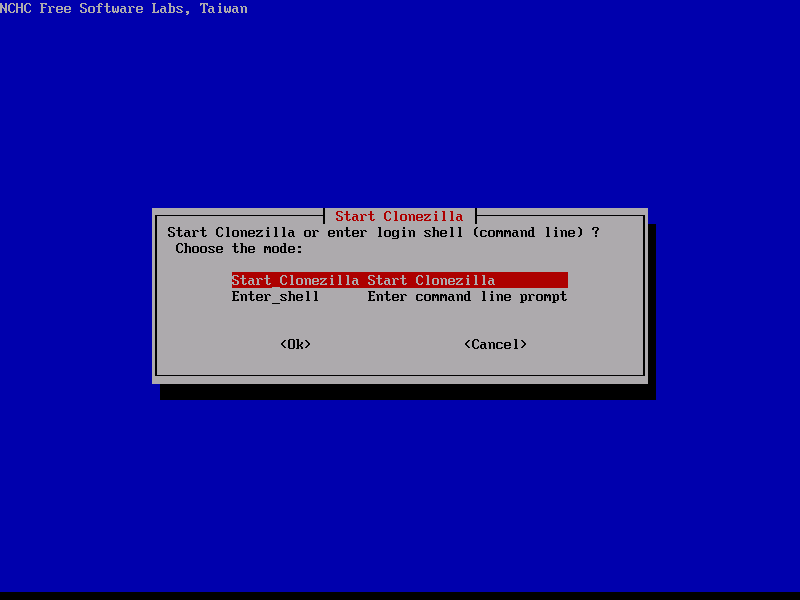 NCHC Free Software Labs, Taiwan
Start Clonezilla
Start Clonezilla or enter login shell (command line) ?
Choose the mode:
Start_Clonezilla Start Clonezilla
Enter_shell Enter command line prompt
<Ok> <Cancel>